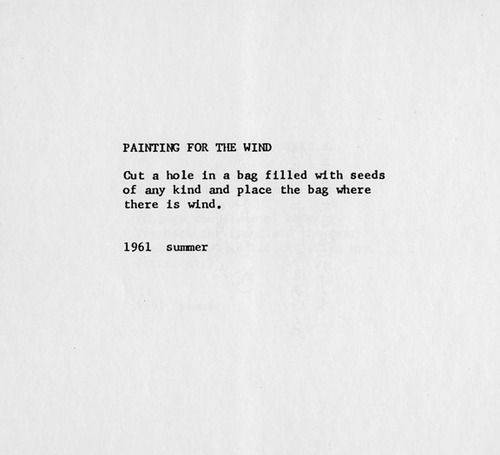 PAINTING FOR THE WIND
Cut a hole in a bag filled with seeds
of any kind and place the bag where
there is wind.
1961 summer